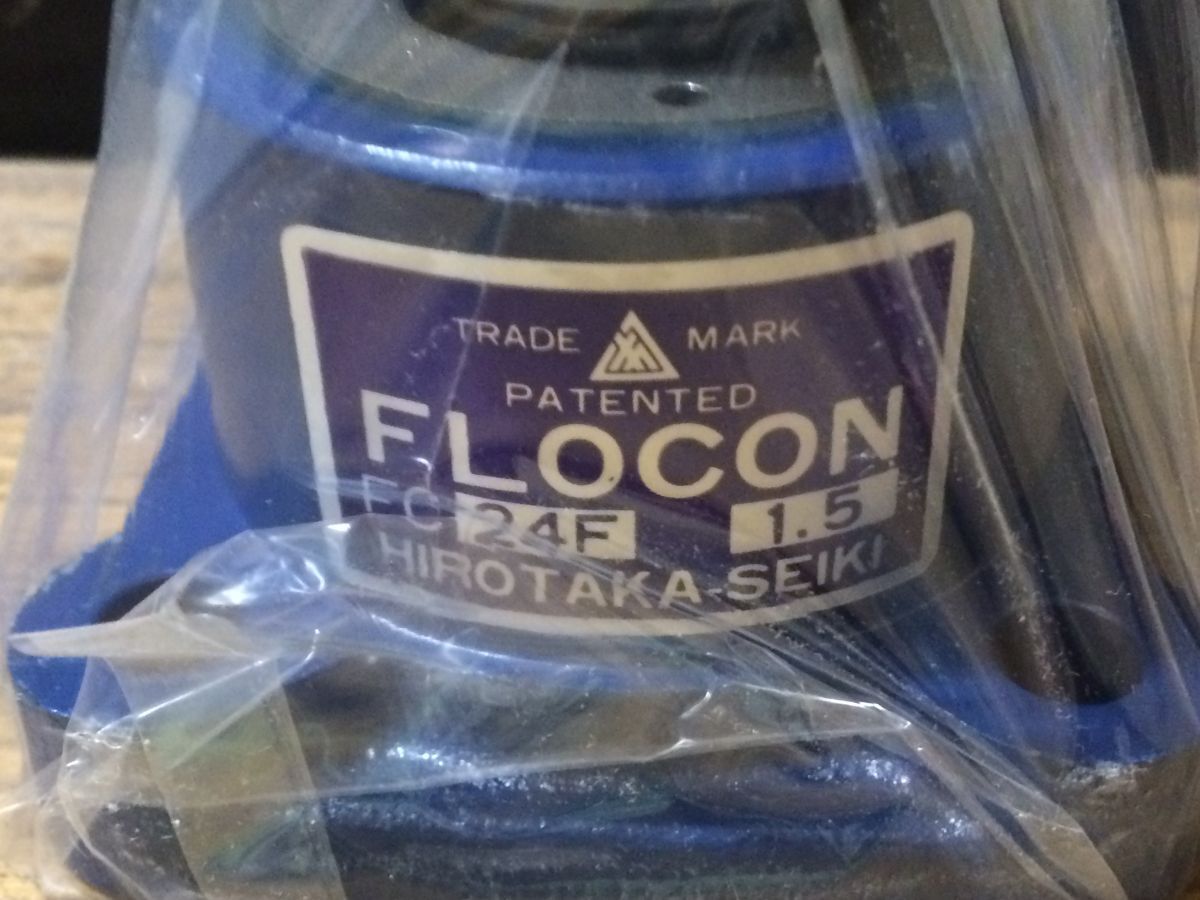 TRADE MARK
PATENTED
FLOCON
FC 24F 1.5
HIROTAKA-SEIKI